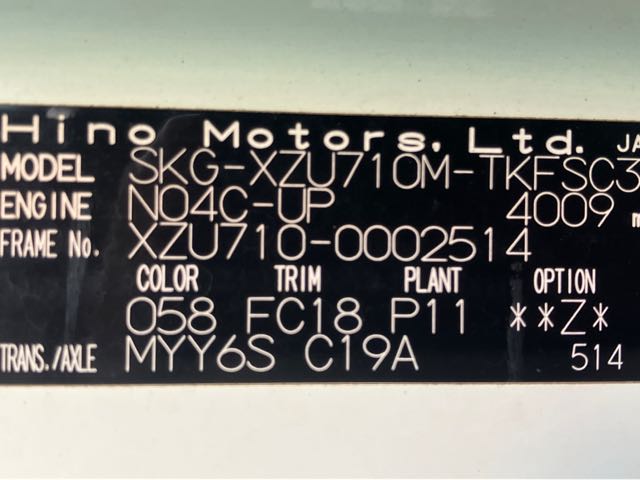 Hino Motors, Ltd. JA
MODEL SKG-XZU710M-TKFSC3
ENGINE N04C-UP 4009 m
FRAME No. XZU710-0002514
COLOR TRIM PLANT OPTION
058 FC18 P11 **Z*
TRANS./AXLE MYY6S C19A 514